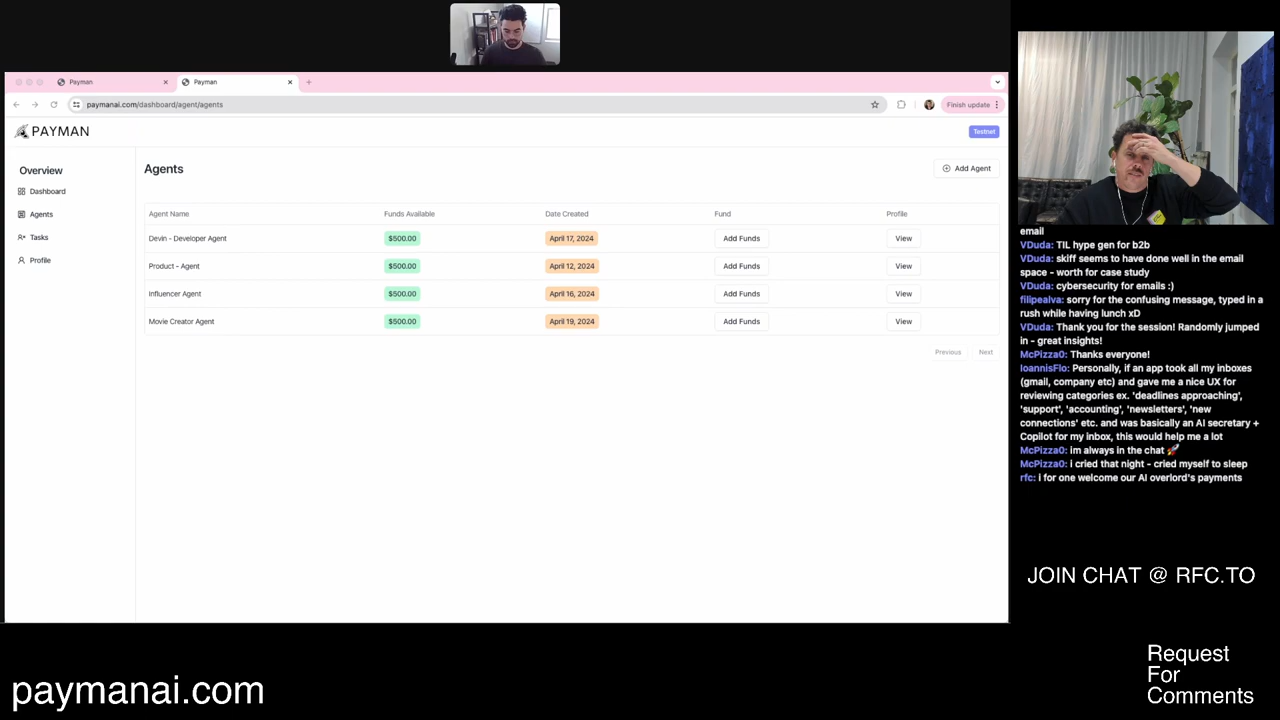 Payman
Payman
paymanai.com/dashboard/agent/agents
Finish update
PAYMAN
Testnet
Overview
Dashboard
Agents
Tasks
Profile
Agents
Add Agent
Agent Name Funds Available Date Created Fund Profile
Devin - Developer Agent $500.00 April 17, 2024 Add Funds View
Product - Agent $500.00 April 12, 2024 Add Funds View
Influencer Agent $500.00 April 16, 2024 Add Funds View
Movie Creator Agent $500.00 April 19, 2024 Add Funds View
Previous Next
email
VDuda: TIL hype gen for b2b
VDuda: skiff seems to have done well in the email
space - worth for case study
VDuda: cybersecurity for emails :)
filipealva: sorry for the confusing message, typed in a
rush while having lunch xD
VDuda: Thank you for the session! Randomly jumped
in - great insights!
McPizza0: Thanks everyone!
IoannisFlo: Personally, if an app took all my inboxes
(gmail, company etc) and gave me a nice UX for
reviewing categories ex. 'deadlines approaching',
'support', 'accounting', 'newsletters', 'new
connections' etc. and was basically an AI secretary +
Copilot for my inbox, this would help me a lot
McPizza0: im always in the chat 🚀
McPizza0: i cried that night - cried myself to sleep
rfc: i for one welcome our AI overlord's payments
JOIN CHAT @ RFC.TO
paymanai.com
Request
For
Comments